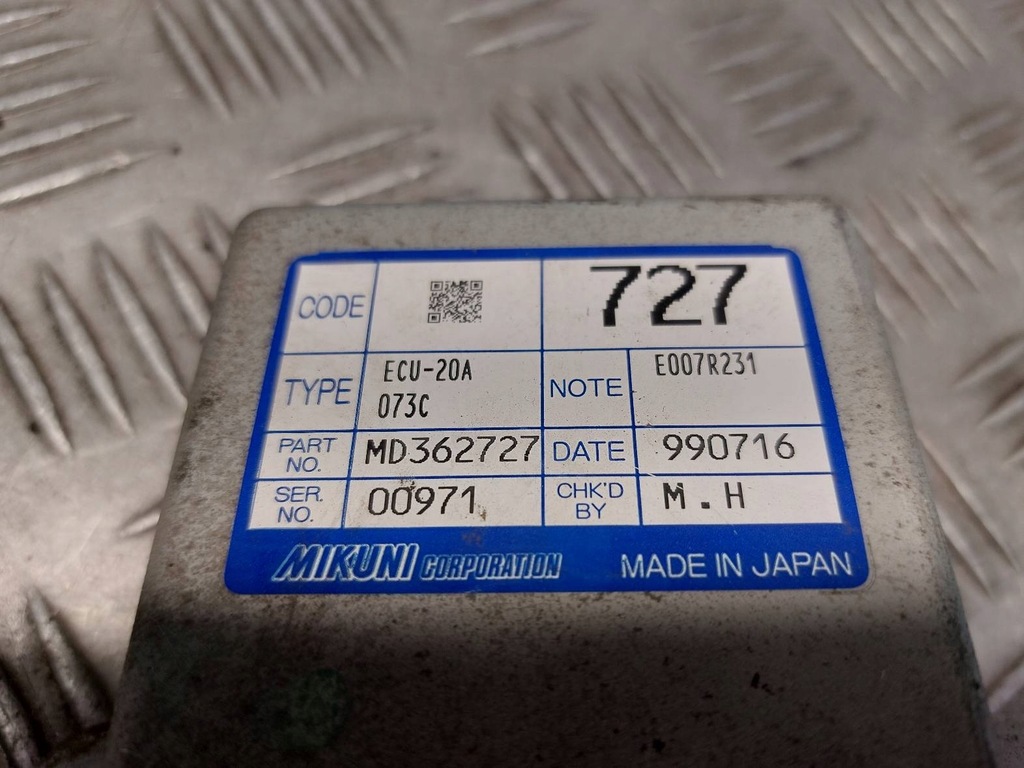 CODE 727
TYPE ECU-20A NOTE E007R231
073C
PART NO. MD362727 DATE 990716
SER. NO. 00971 CHK'D BY M.H
MIKUNI CORPORATION MADE IN JAPAN